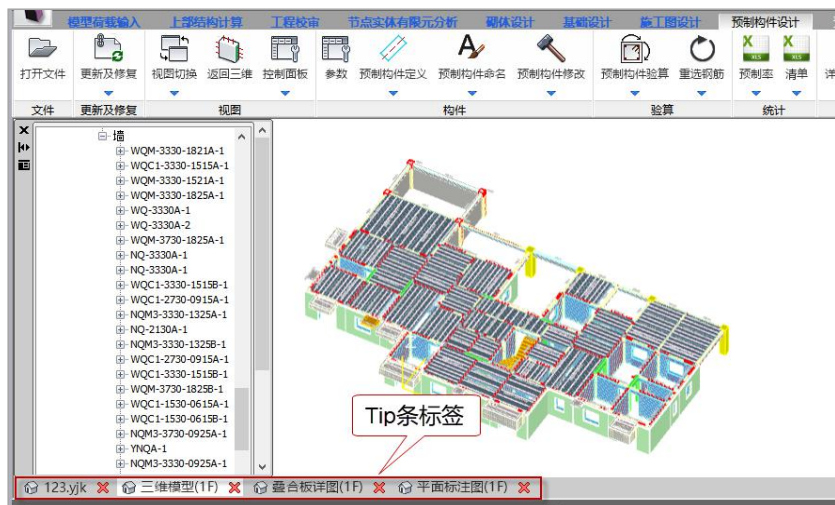 模型荷载输入 上部结构计算 工程校审 节点实体有限元分析 砌体设计 基础设计 施工图设计 预制构件设计
打开文件 更新及修复 视图切换 返回三维 控制面板 参数 预制构件定义 预制构件命名 预制构件修改 预制构件验算 重选钢筋 预制率 清单 详
文件 更新及修复 视图 构件 验算 统计
墙
WQM-3330-1821A-1
WQC1-3330-1515A-1
WQM-3330-1521A-1
WQM-3330-1825A-1
WQ-3330A-1
WQ-3330A-2
WQM-3730-1825A-1
NQ-3330A-1
NQ-3330A-1
WQC1-3330-1515B-1
WQC1-2730-0915A-1
NQM3-3330-1325A-1
NQ-2130A-1
NQM3-3330-1325B-1
WQC1-2730-0915A-1
WQC1-3330-1515B-1
WQM-3730-1825B-1
WQC1-1530-0615A-1
WQC1-1530-0615B-1
NQM3-3730-0925A-1
YNQA-1
NQM3-3330-0925A-1
Tip条标签
123.yjk 三维模型(1F) 叠合板详图(1F) 平面标注图(1F)